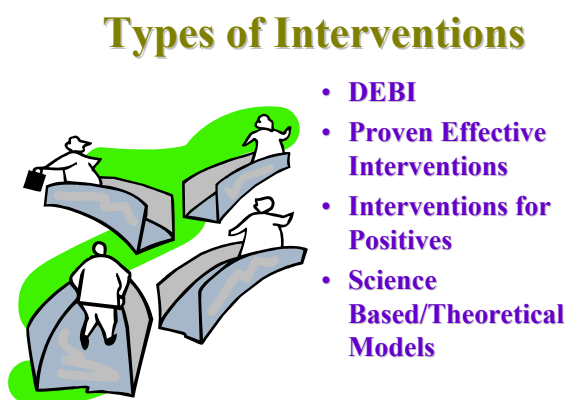 Types of Interventions
• DEBI
• Proven Effective
Interventions
• Interventions for
Positives
• Science
Based/Theoretical
Models